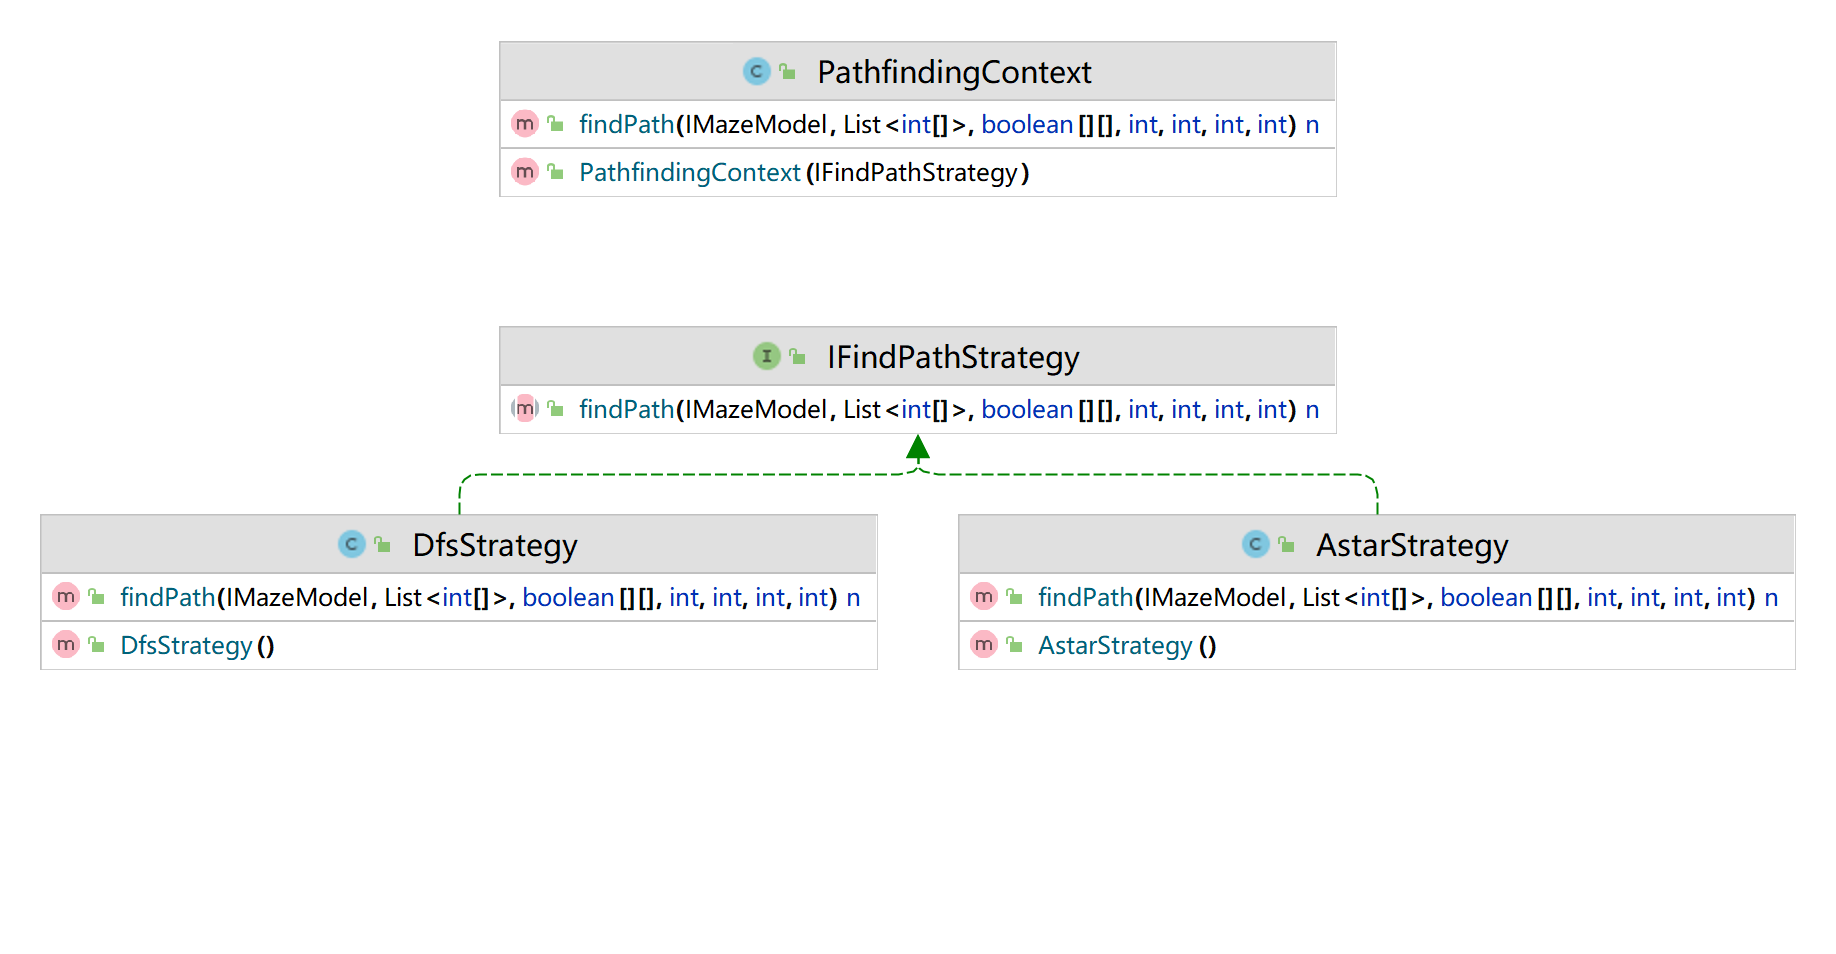 C PathfindingContext
m findPath(IMazeModel, List<int[]>, boolean[][], int, int, int, int) n
m PathfindingContext(IFindPathStrategy)
I IFindPathStrategy
m findPath(IMazeModel, List<int[]>, boolean[][], int, int, int, int) n
C DfsStrategy
m findPath(IMazeModel, List<int[]>, boolean[][], int, int, int, int) n
m DfsStrategy()
C AstarStrategy
m findPath(IMazeModel, List<int[]>, boolean[][], int, int, int, int) n
m AstarStrategy()